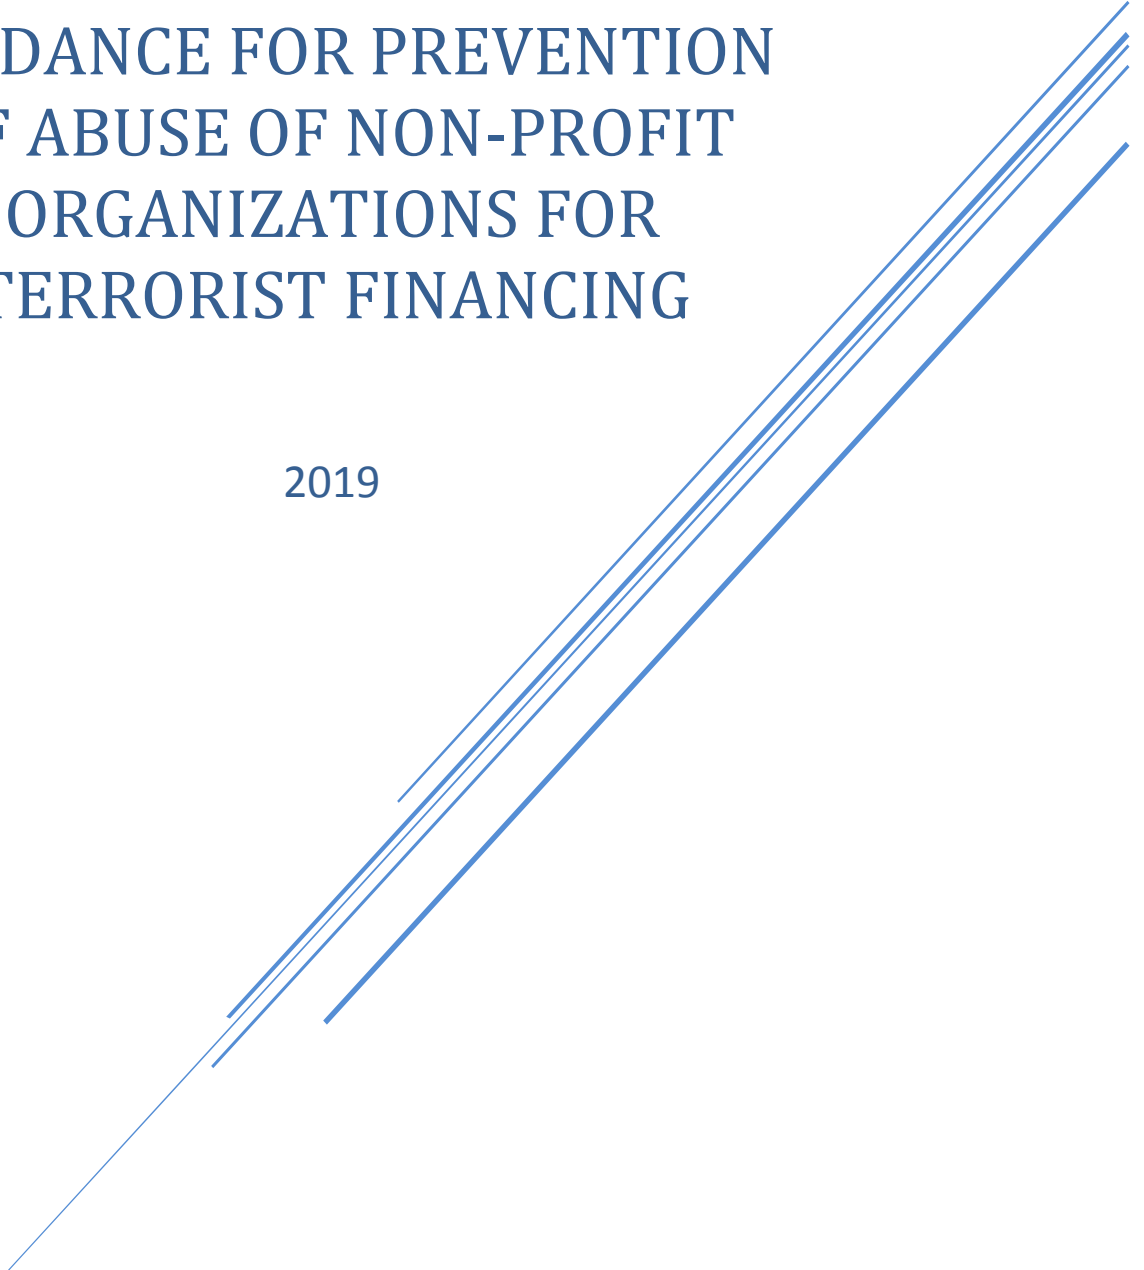 DANCE FOR PREVENTION
F ABUSE OF NON-PROFIT
ORGANIZATIONS FOR
TERRORIST FINANCING
2019